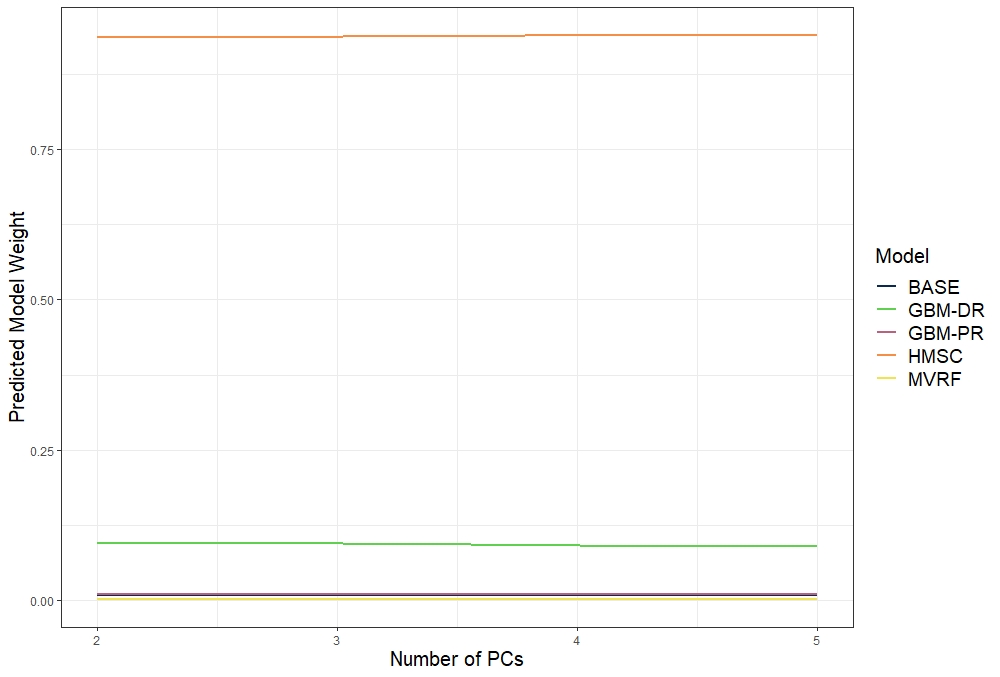 Predicted Model Weight
0.75
0.50
0.25
0.00
2
3
4
5
Number of PCs
Model
BASE
GBM-DR
GBM-PR
HMSC
MVRF